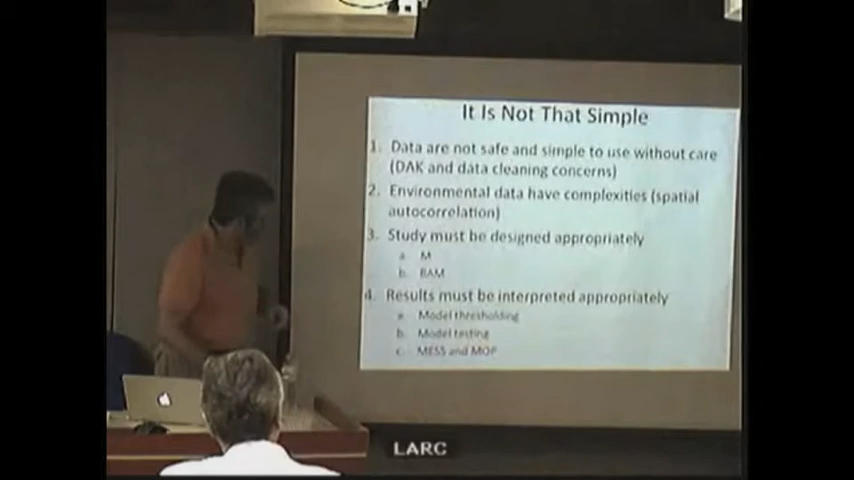 It Is Not That Simple
1. Data are not safe and simple to use without care
(DAK and data cleaning concerns)
2. Environmental data have complexities (spatial
autocorrelation)
3. Study must be designed appropriately
a. M
b. BAM
4. Results must be interpreted appropriately
a. Model thresholding
b. Model testing
c. MESS and MOP
LARC